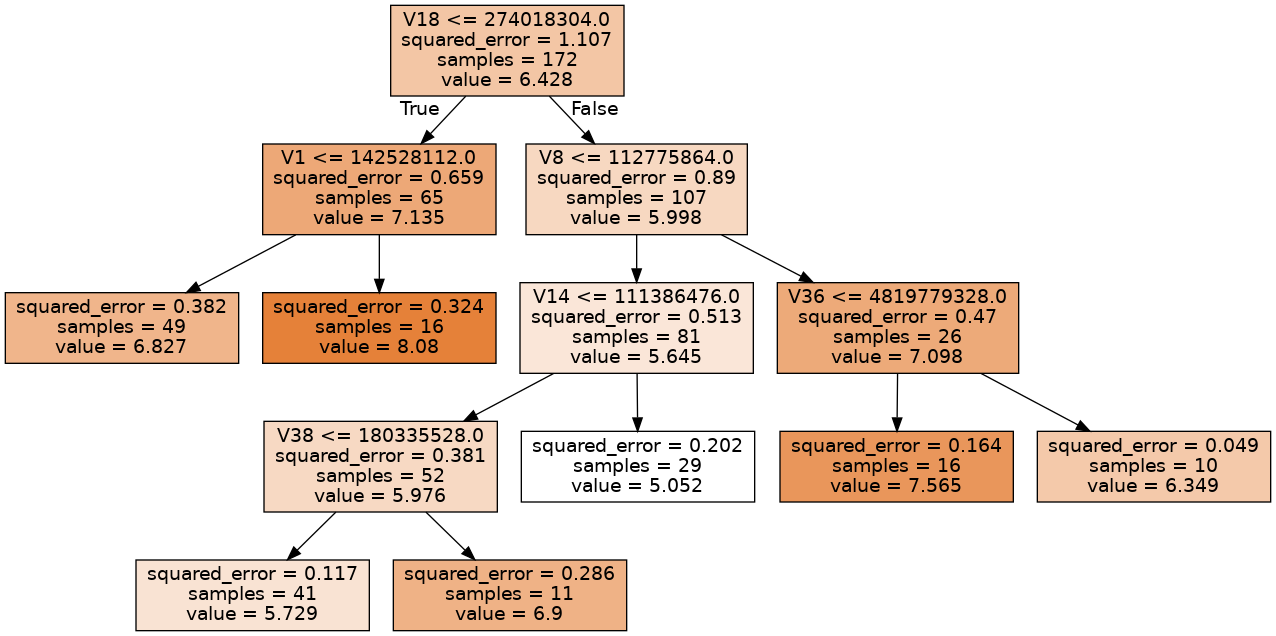 V18 <= 274018304.0
squared_error = 1.107
samples = 172
value = 6.428
True
False
V1 <= 142528112.0
squared_error = 0.659
samples = 65
value = 7.135
V8 <= 112775864.0
squared_error = 0.89
samples = 107
value = 5.998
squared_error = 0.382
samples = 49
value = 6.827
squared_error = 0.324
samples = 16
value = 8.08
V14 <= 111386476.0
squared_error = 0.513
samples = 81
value = 5.645
V36 <= 4819779328.0
squared_error = 0.47
samples = 26
value = 7.098
V38 <= 180335528.0
squared_error = 0.381
samples = 52
value = 5.976
squared_error = 0.202
samples = 29
value = 5.052
squared_error = 0.164
samples = 16
value = 7.565
squared_error = 0.049
samples = 10
value = 6.349
squared_error = 0.117
samples = 41
value = 5.729
squared_error = 0.286
samples = 11
value = 6.9